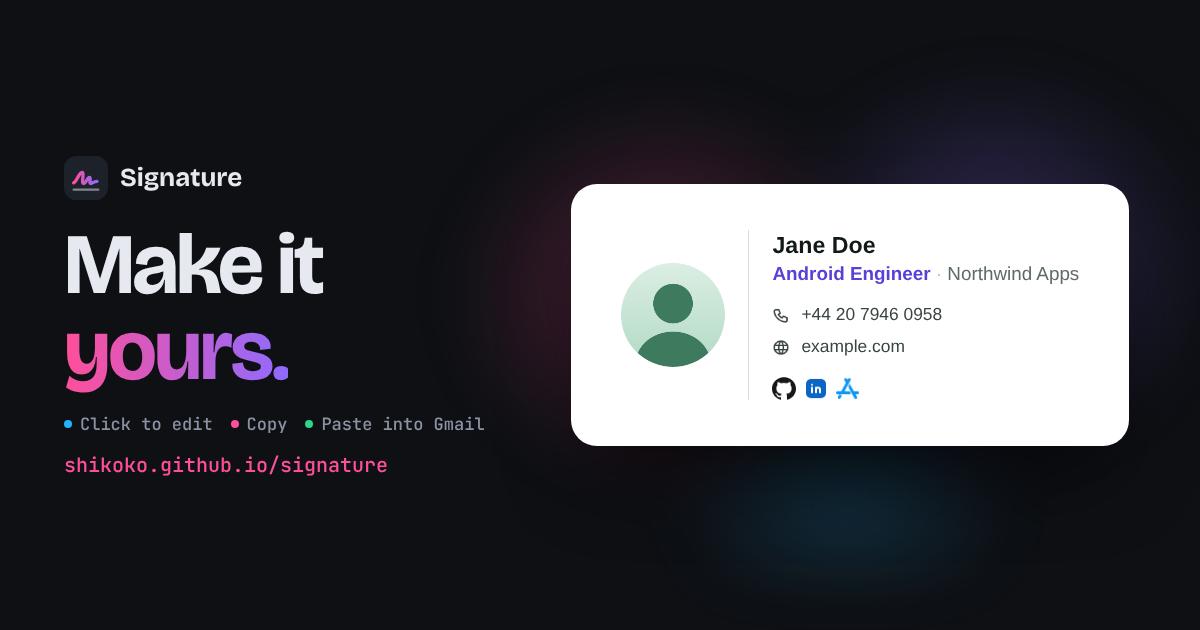 Signature
Make it
yours.
Click to edit Copy Paste into Gmail
shikoko.github.io/signature
Jane Doe
Android Engineer · Northwind Apps
+44 20 7946 0958
example.com
in